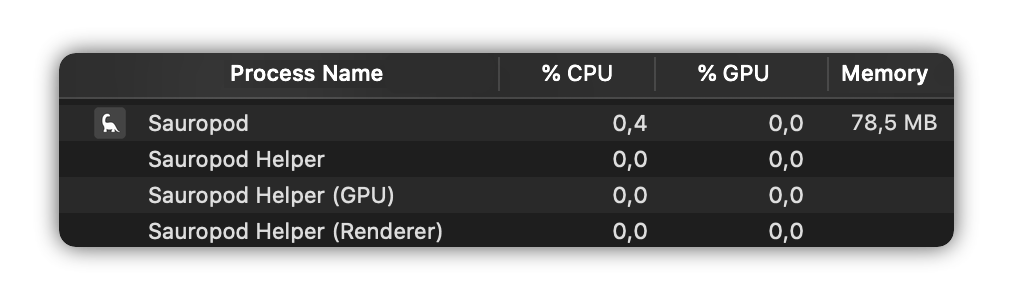 Process Name % CPU % GPU Memory
Sauropod 0,4 0,0 78,5 MB
Sauropod Helper 0,0 0,0
Sauropod Helper (GPU) 0,0 0,0
Sauropod Helper (Renderer) 0,0 0,0